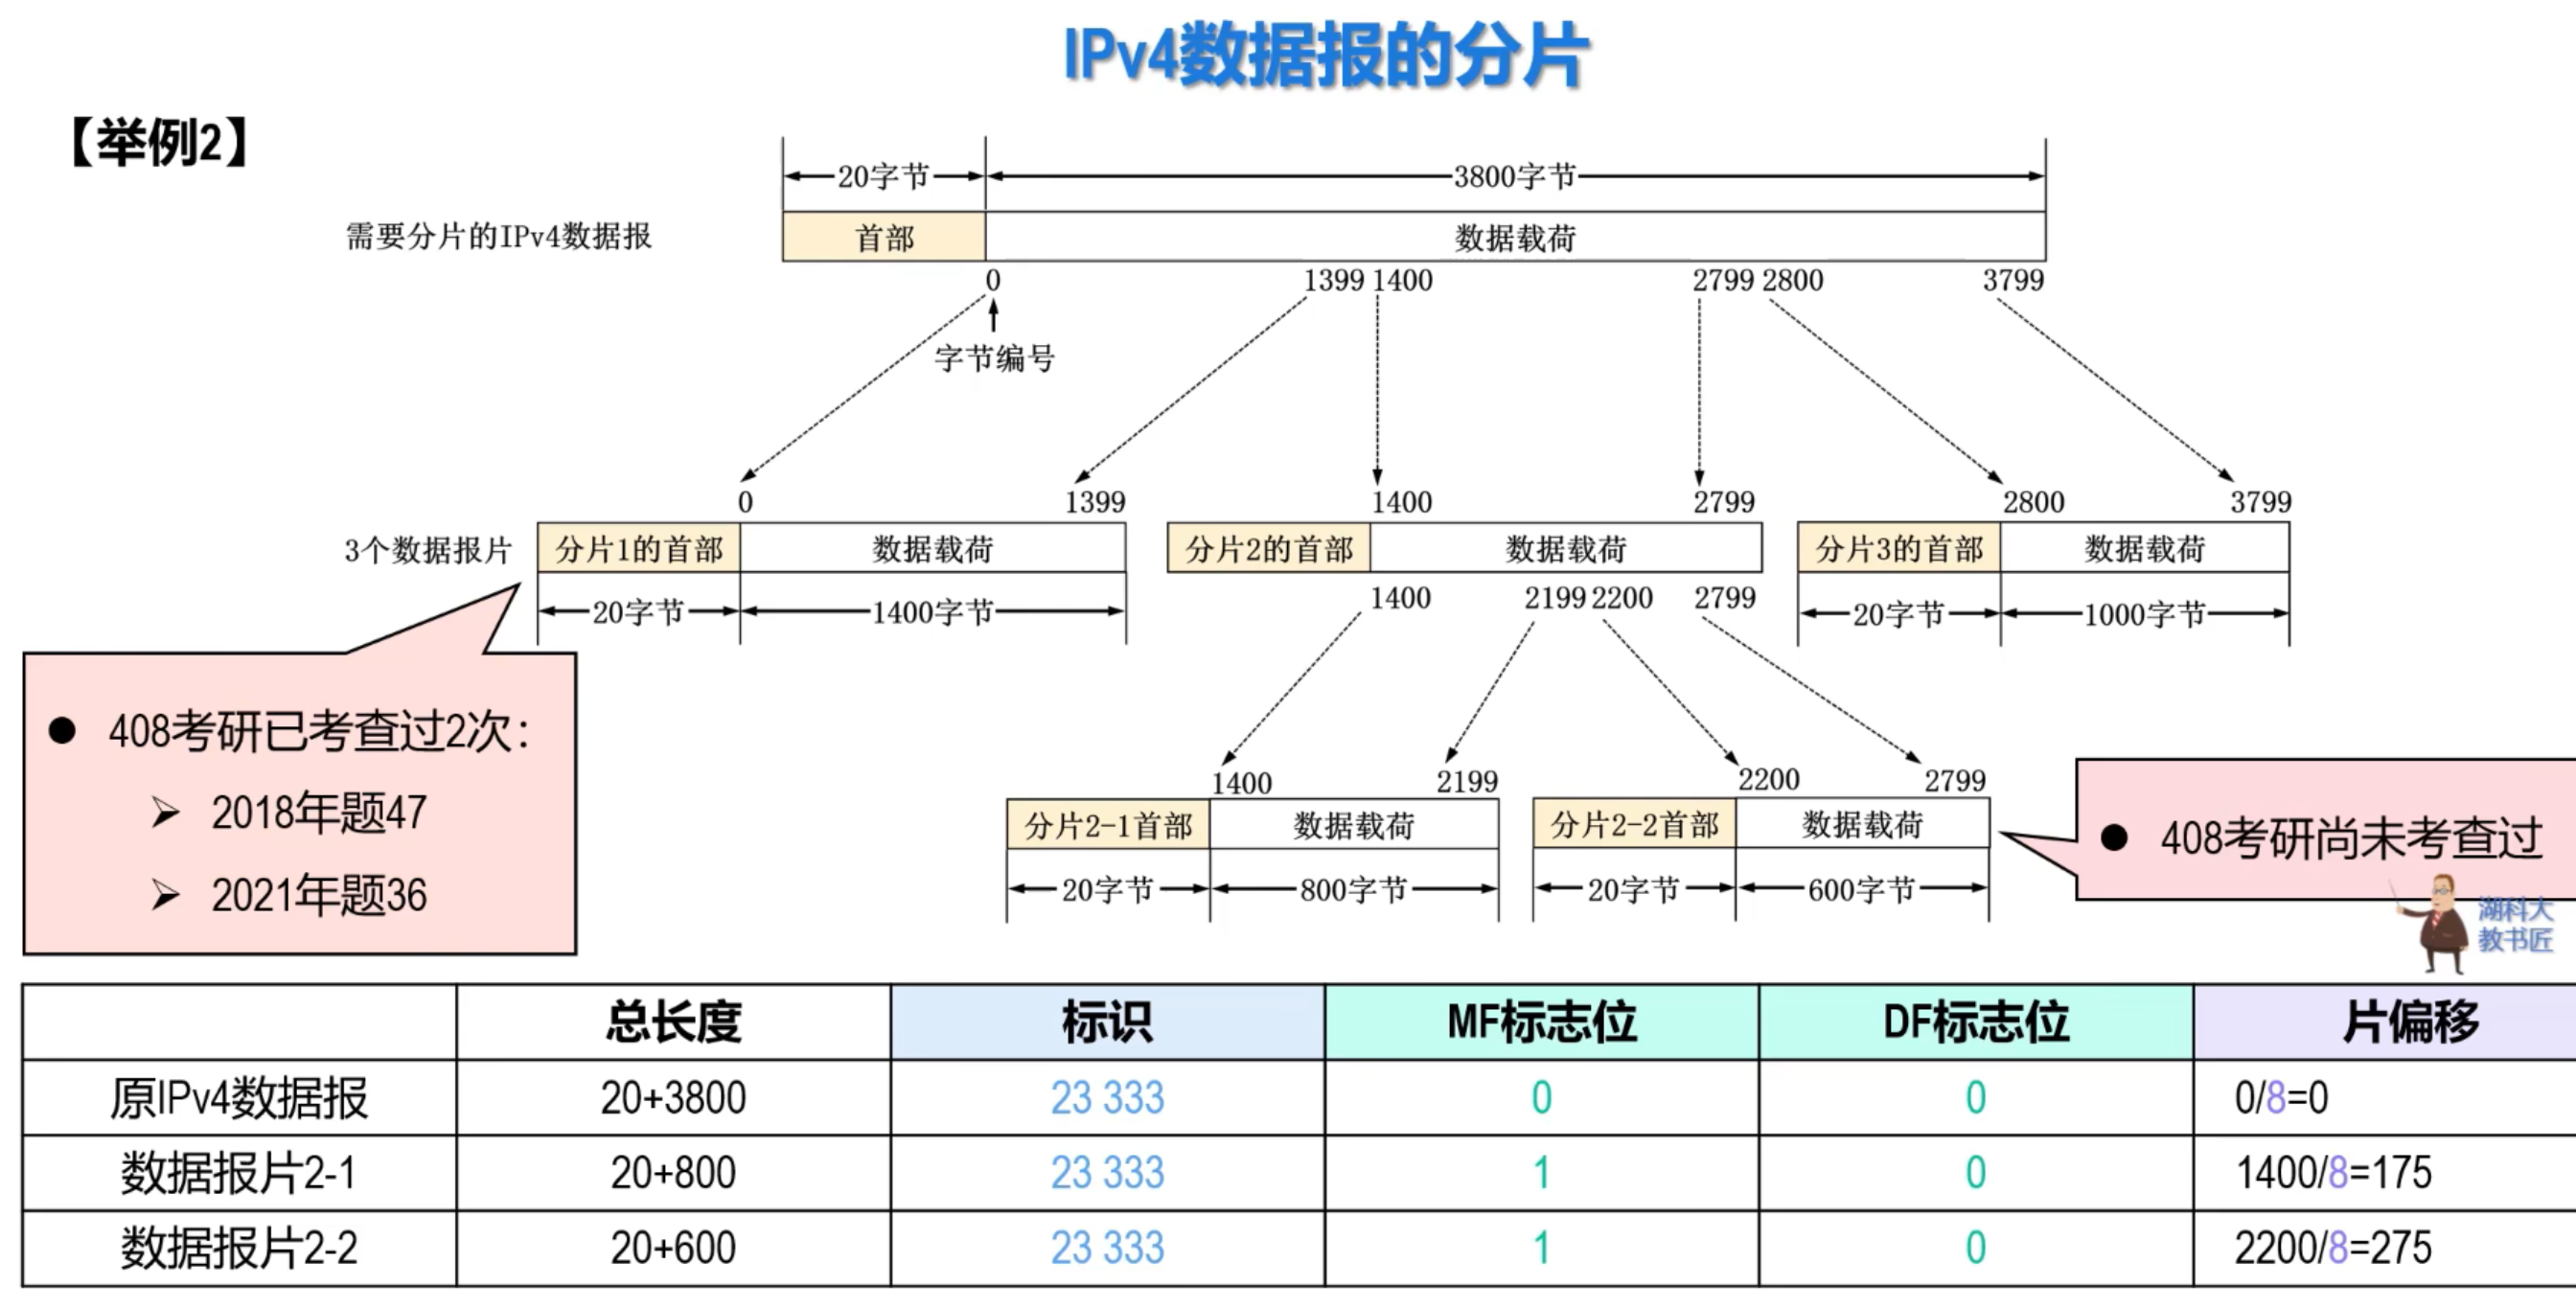 IPv4数据报的分片
【举例2】
20字节 3800字节
需要分片的IPv4数据报 首部 数据载荷
0 1399 1400 2799 2800 3799
字节编号
0 1399 1400 2799 2800 3799
3个数据报片 分片1的首部 数据载荷 分片2的首部 数据载荷 分片3的首部 数据载荷
20字节 1400字节 1400 2199 2200 2799 20字节 1000字节
408考研已考查过2次：
2018年题47
2021年题36
1400 2199 2200 2799
分片2-1首部 数据载荷 分片2-2首部 数据载荷
20字节 800字节 20字节 600字节
408考研尚未考查过
湖科大
教书匠
总长度 标识 MF标志位 DF标志位 片偏移
原IPv4数据报 20+3800 23 333 0 0 0/8=0
数据报片2-1 20+800 23 333 1 0 1400/8=175
数据报片2-2 20+600 23 333 1 0 2200/8=275